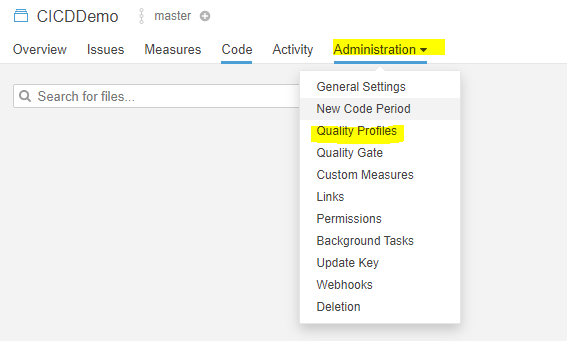 CICDDemo master
Overview Issues Measures Code Activity Administration
Search for files...
General Settings
New Code Period
Quality Profiles
Quality Gate
Custom Measures
Links
Permissions
Background Tasks
Update Key
Webhooks
Deletion